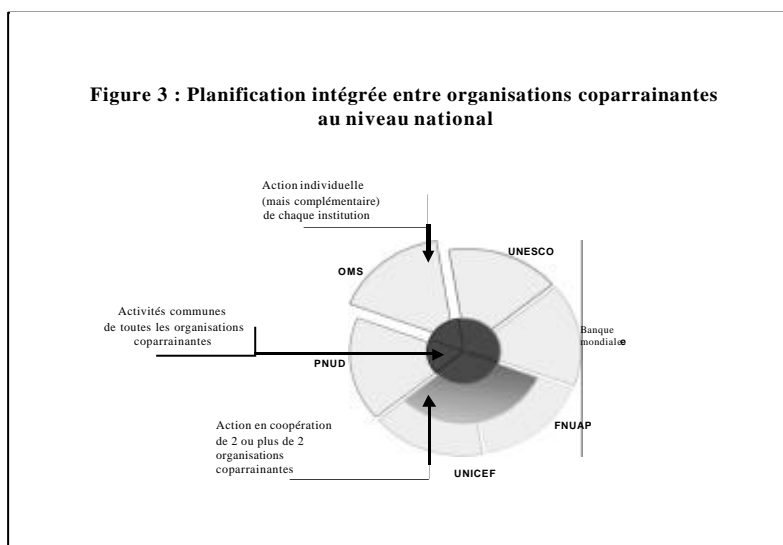 Figure 3 : Planification intégrée entre organisations coparrainantes
au niveau national
Action individuelle
(mais complémentaire)
de chaque institution
UNESCO
OMS
Activités communes
de toutes les organisations
coparrainantes
Banque
mondiale
PNUD
Action en coopération
de 2 ou plus de 2
organisations
coparrainantes
FNUAP
UNICEF